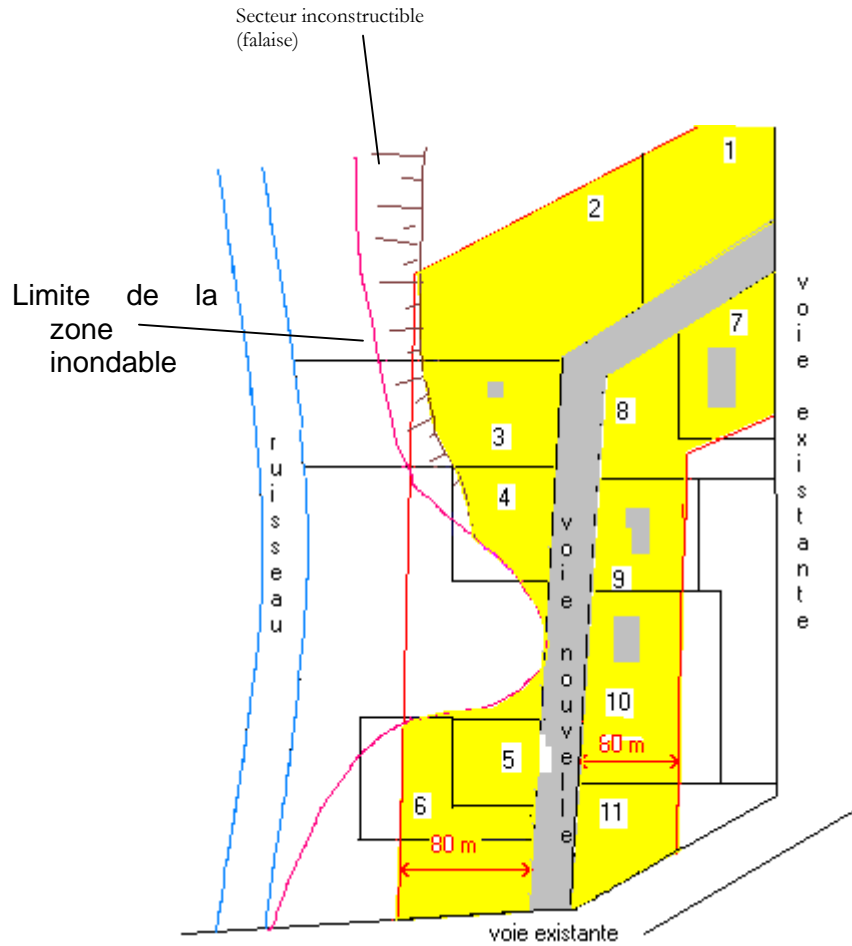 Secteur inconstructible
(falaise)
1
2
Limite de la
zone
inondable
voie existante
7
8
3
4
ruisseau
voie nouvelle
9
10
60 m
5
6
11
80 m
voie existante